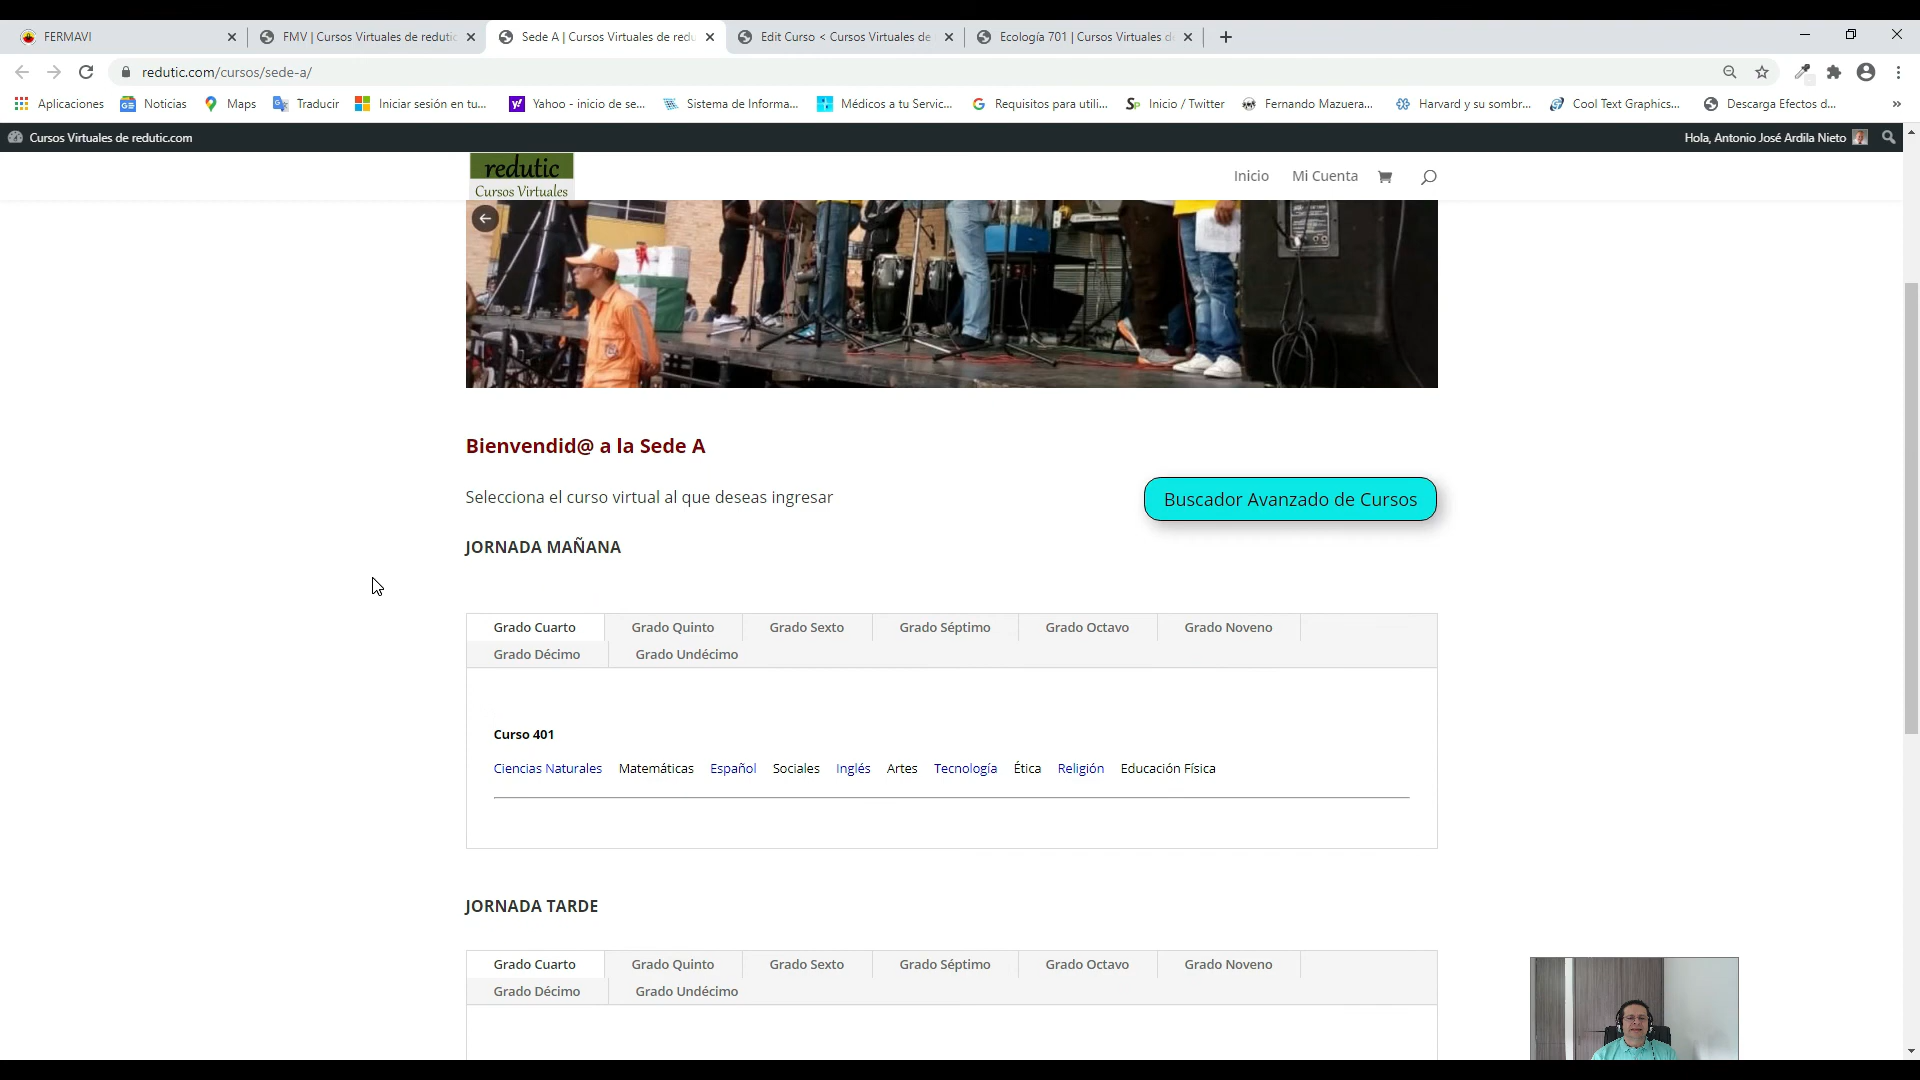 FERMAVI
FMV | Cursos Virtuales de redutic
Sede A | Cursos Virtuales de redu
Edit Curso < Cursos Virtuales de
Ecología 701 | Cursos Virtuales d
redutic.com/cursos/sede-a/
Aplicaciones Noticias Maps Traducir Iniciar sesión en tu... Yahoo - inicio de se... Sistema de Informa... Médicos a tu Servic... Requisitos para utili... Inicio / Twitter Fernando Mazuera... Harvard y su sombr... Cool Text Graphics... Descarga Efectos d... »
Cursos Virtuales de redutic.com
Hola, Antonio José Ardila Nieto
redutic
Cursos Virtuales
Inicio Mi Cuenta
Bienvendid@ a la Sede A
Selecciona el curso virtual al que deseas ingresar
Buscador Avanzado de Cursos
JORNADA MAÑANA
Grado Cuarto Grado Quinto Grado Sexto Grado Séptimo Grado Octavo Grado Noveno
Grado Décimo Grado Undécimo
Curso 401
Ciencias Naturales Matemáticas Español Sociales Inglés Artes Tecnología Ética Religión Educación Física
JORNADA TARDE
Grado Cuarto Grado Quinto Grado Sexto Grado Séptimo Grado Octavo Grado Noveno
Grado Décimo Grado Undécimo